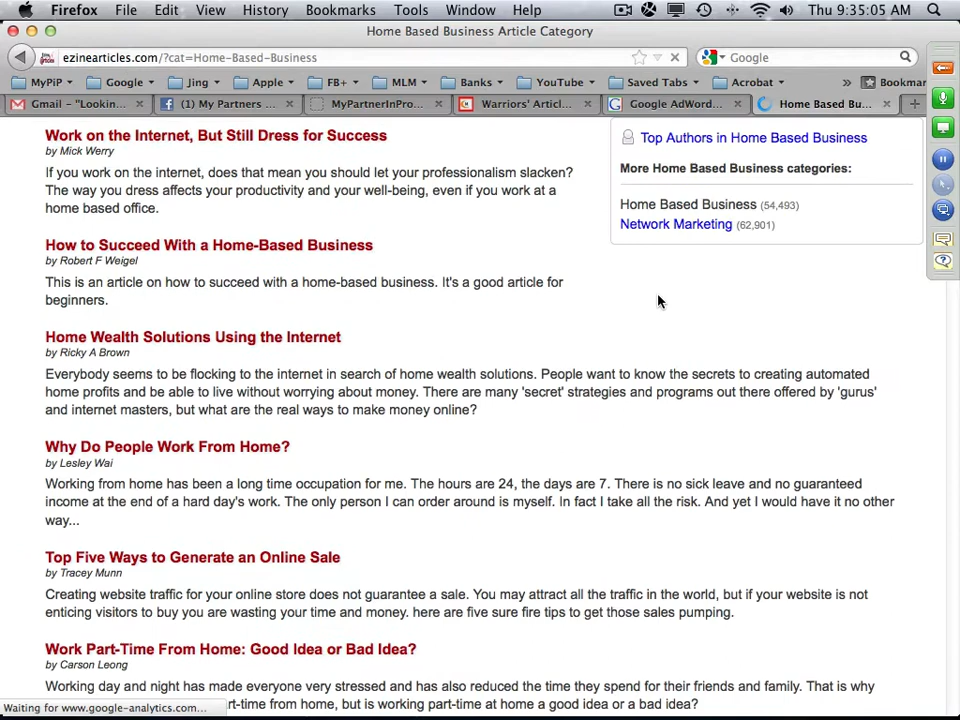 Firefox File Edit View History Bookmarks Tools Window Help Thu 9:35:05 AM
Home Based Business Article Category
ezinearticles.com/?cat=Home-Based-Business Google
MyPiP Google Jing Apple FB+ MLM Banks YouTube Saved Tabs Acrobat » Bookmar
Gmail - "Lookin... (1) My Partners ... MyPartnerInPro... Warriors' Articl... Google AdWord... Home Based Bu...
Work on the Internet, But Still Dress for Success
by Mick Werry
If you work on the internet, does that mean you should let your professionalism slacken?
The way you dress affects your productivity and your well-being, even if you work at a
home based office.
Top Authors in Home Based Business
More Home Based Business categories:
Home Based Business (54,493)
Network Marketing (62,901)
How to Succeed With a Home-Based Business
by Robert F Weigel
This is an article on how to succeed with a home-based business. It's a good article for
beginners.
Home Wealth Solutions Using the Internet
by Ricky A Brown
Everybody seems to be flocking to the internet in search of home wealth solutions. People want to know the secrets to creating automated
home profits and be able to live without worrying about money. There are many 'secret' strategies and programs out there offered by 'gurus'
and internet masters, but what are the real ways to make money online?
Why Do People Work From Home?
by Lesley Wai
Working from home has been a long time occupation for me. The hours are 24, the days are 7. There is no sick leave and no guaranteed
income at the end of a hard day's work. The only person I can order around is myself. In fact I take all the risk. And yet I would have it no other
way...
Top Five Ways to Generate an Online Sale
by Tracey Munn
Creating website traffic for your online store does not guarantee a sale. You may attract all the traffic in the world, but if your website is not
enticing visitors to buy you are wasting your time and money. here are five sure fire tips to get those sales pumping.
Work Part-Time From Home: Good Idea or Bad Idea?
by Carson Leong
Working day and night has made everyone very stressed and has also reduced the time they spend for their friends and family. That is why
rt-time from home, but is working part-time at home a good idea or a bad idea?
Waiting for www.google-analytics.com...